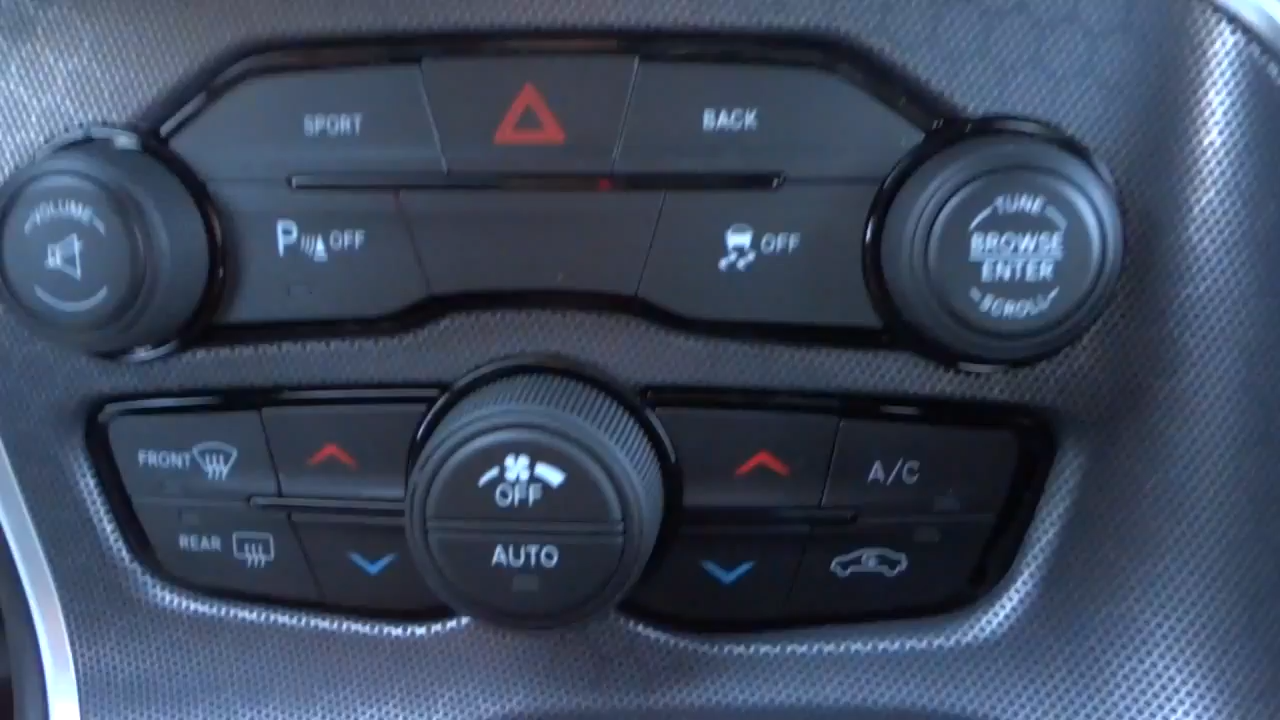 SPORT
BACK
VOLUME
P OFF
OFF
TUNE
BROWSE
ENTER
SCROLL
FRONT
OFF
A/C
REAR
AUTO